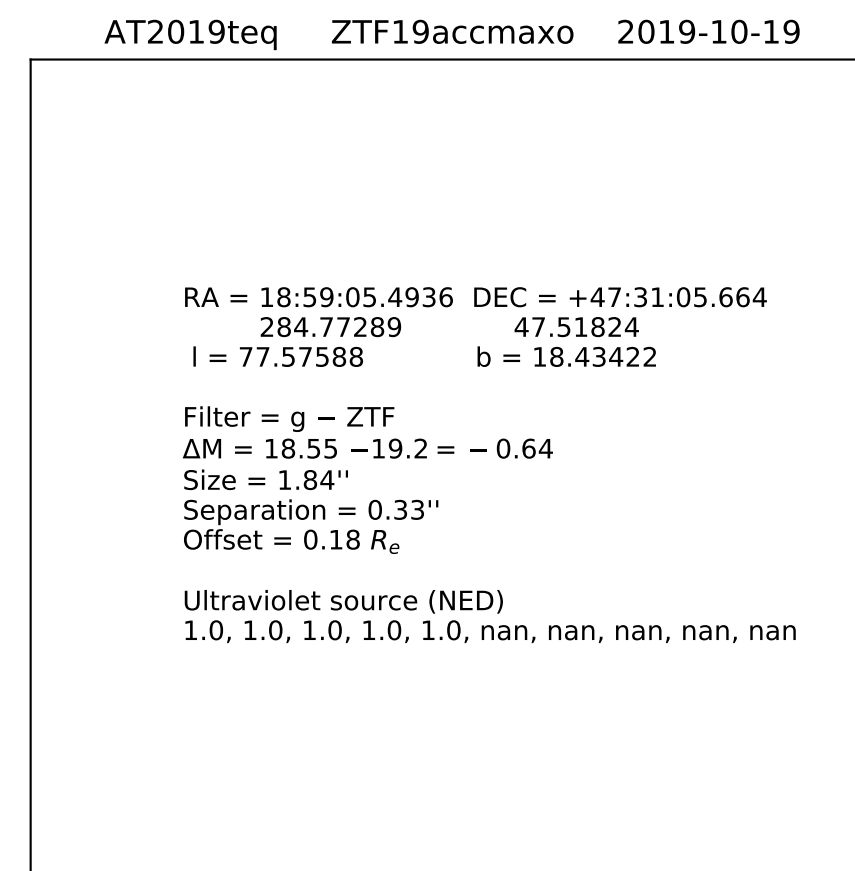 AT2019teq ZTF19accmaxo 2019-10-19
RA = 18:59:05.4936 DEC = +47:31:05.664
284.77289 47.51824
l = 77.57588 b = 18.43422
Filter = g − ZTF
ΔM = 18.55 −19.2 = − 0.64
Size = 1.84''
Separation = 0.33''
Offset = 0.18 Re
Ultraviolet source (NED)
1.0, 1.0, 1.0, 1.0, 1.0, nan, nan, nan, nan, nan